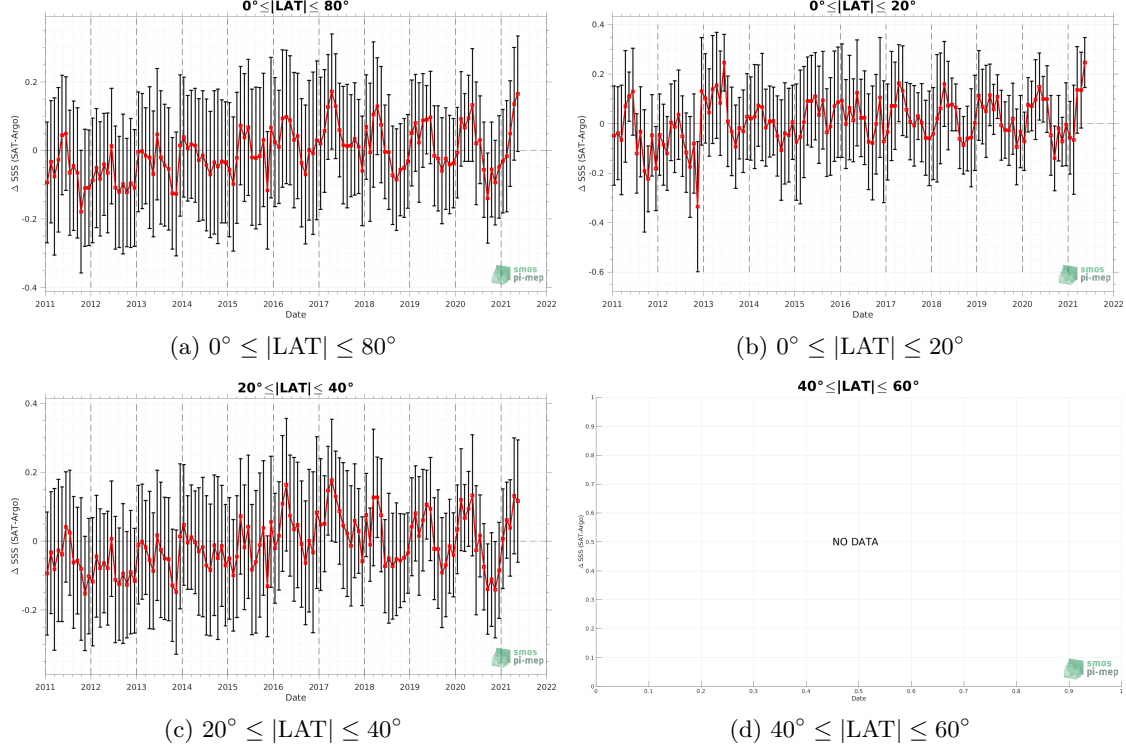 0°≤|LAT|≤ 80°
0.2
0
-0.2
-0.4
Δ SSS (SAT-Argo)
smos
pi-mep
2011 2012 2013 2014 2015 2016 2017 2018 2019 2020 2021 2022
Date
(a) 0° ≤ |LAT| ≤ 80°
0°≤|LAT|≤ 20°
0.4
0.2
0
-0.2
-0.4
-0.6
Δ SSS (SAT-Argo)
smos
pi-mep
2011 2012 2013 2014 2015 2016 2017 2018 2019 2020 2021 2022
Date
(b) 0° ≤ |LAT| ≤ 20°
20°≤|LAT|≤ 40°
0.4
0.2
0
-0.2
Δ SSS (SAT-Argo)
smos
pi-mep
2011 2012 2013 2014 2015 2016 2017 2018 2019 2020 2021 2022
Date
(c) 20° ≤ |LAT| ≤ 40°
40°≤|LAT|≤ 60°
1
0.9
0.8
0.7
0.6
0.5
0.4
0.3
0.2
0.1
0
Δ SSS (SAT-Argo)
NO DATA
smos
pi-mep
0 0.1 0.2 0.3 0.4 0.5 0.6 0.7 0.8 0.9 1
Date
(d) 40° ≤ |LAT| ≤ 60°